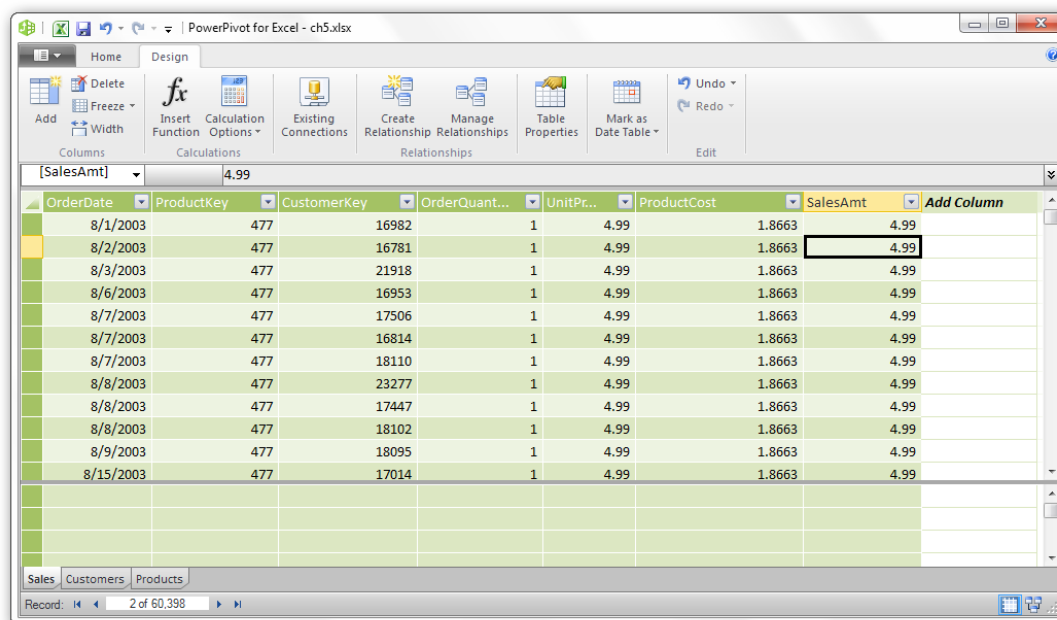 PowerPivot for Excel - ch5.xlsx
Home Design
Add
Delete
Freeze
Width
Columns
fx
Insert Function
Calculation Options
Calculations
Existing Connections
Create Relationship
Manage Relationships
Relationships
Table Properties
Mark as Date Table
Undo
Redo
Edit
[SalesAmt] 4.99
OrderDate ProductKey CustomerKey OrderQuant... UnitPr... ProductCost SalesAmt Add Column
8/1/2003 477 16982 1 4.99 1.8663 4.99
8/2/2003 477 16781 1 4.99 1.8663 4.99
8/3/2003 477 21918 1 4.99 1.8663 4.99
8/6/2003 477 16953 1 4.99 1.8663 4.99
8/7/2003 477 17506 1 4.99 1.8663 4.99
8/7/2003 477 16814 1 4.99 1.8663 4.99
8/7/2003 477 18110 1 4.99 1.8663 4.99
8/8/2003 477 23277 1 4.99 1.8663 4.99
8/8/2003 477 17447 1 4.99 1.8663 4.99
8/8/2003 477 18102 1 4.99 1.8663 4.99
8/9/2003 477 18095 1 4.99 1.8663 4.99
8/15/2003 477 17014 1 4.99 1.8663 4.99
Sales Customers Products
Record: 2 of 60,398